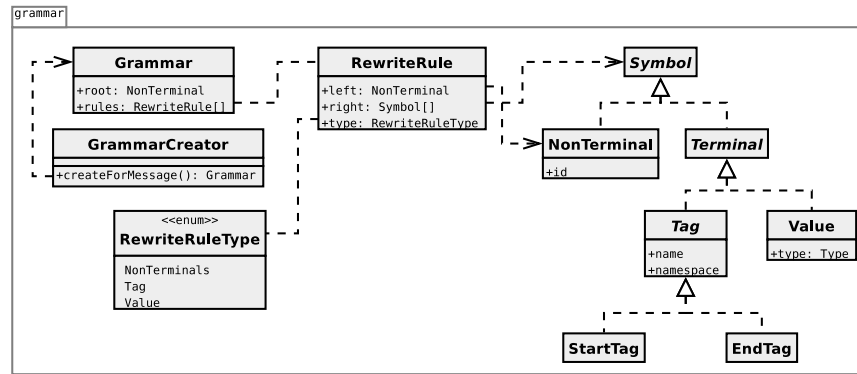 grammar
Grammar
+root: NonTerminal
+rules: RewriteRule[]
RewriteRule
+left: NonTerminal
+right: Symbol[]
+type: RewriteRuleType
Symbol
GrammarCreator
+createForMessage(): Grammar
NonTerminal
+id
Terminal
<<enum>>
RewriteRuleType
NonTerminals
Tag
Value
Tag
+name
+namespace
Value
+type: Type
StartTag
EndTag